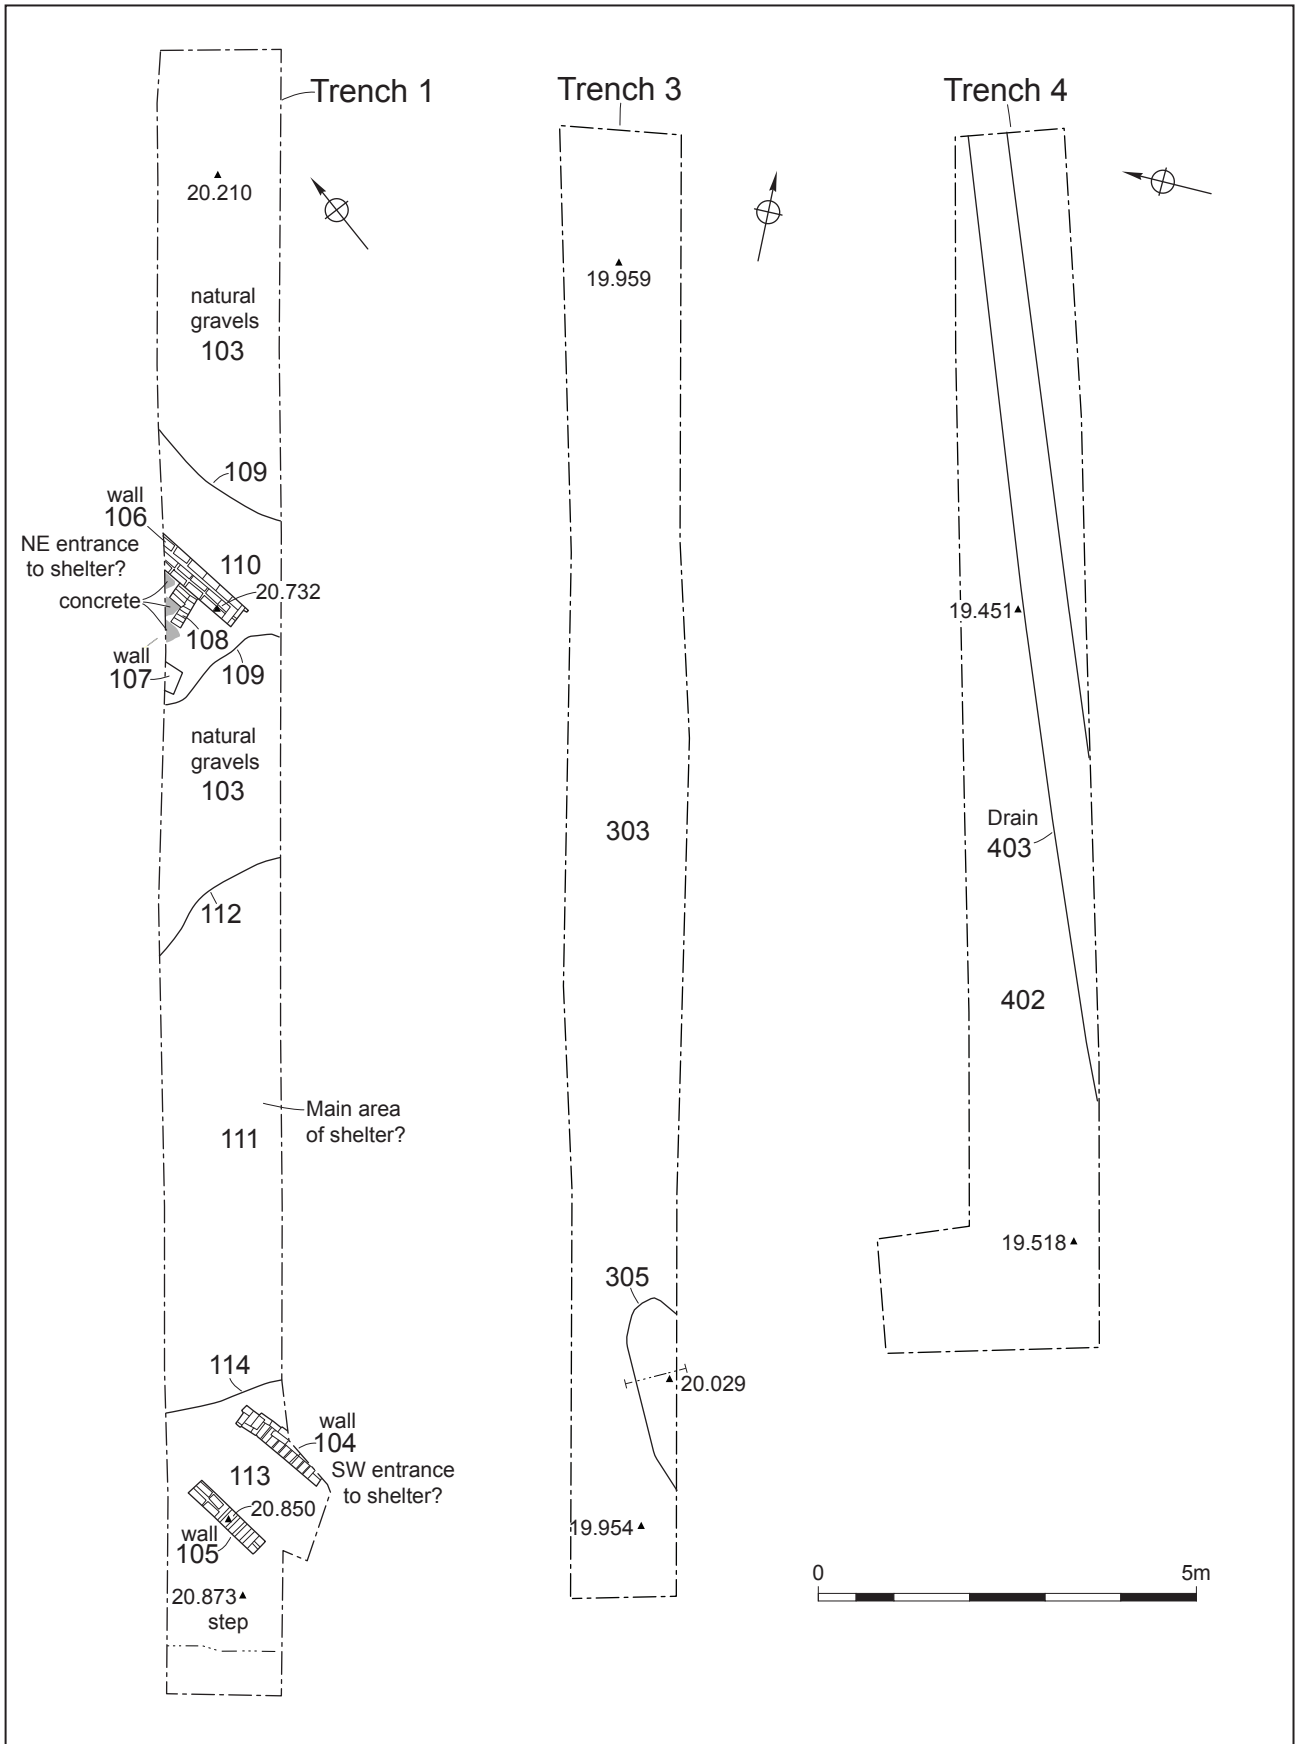 Trench 1
20.210
natural
gravels
103
109
wall
106
NE entrance
to shelter?
110
20.732
concrete
108
wall
107
109
natural
gravels
103
112
Main area
of shelter?
111
114
wall
104
113
SW entrance
to shelter?
20.850
wall
105
20.873
step
Trench 3
19.959
303
305
20.029
19.954
Trench 4
19.451
Drain
403
402
19.518
0 5m